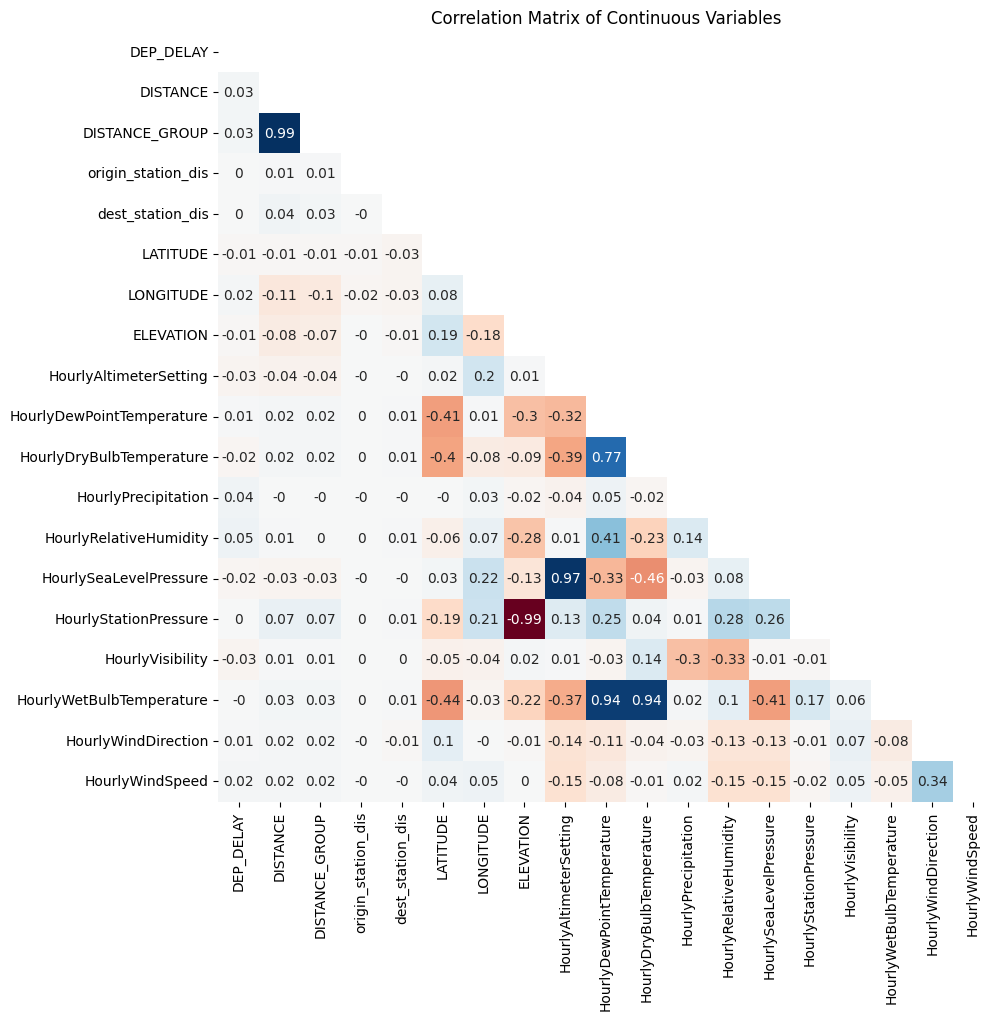 Correlation Matrix of Continuous Variables
DEP_DELAY
DISTANCE 0.03
DISTANCE_GROUP 0.03 0.99
origin_station_dis 0 0.01 0.01
dest_station_dis 0 0.04 0.03 -0
LATITUDE -0.01 -0.01 -0.01 -0.01 -0.03
LONGITUDE 0.02 -0.11 -0.1 -0.02 -0.03 0.08
ELEVATION -0.01 -0.08 -0.07 -0 -0.01 0.19 -0.18
HourlyAltimeterSetting -0.03 -0.04 -0.04 -0 -0 0.02 0.2 0.01
HourlyDewPointTemperature 0.01 0.02 0.02 0 0.01 -0.41 0.01 -0.3 -0.32
HourlyDryBulbTemperature -0.02 0.02 0.02 0 0.01 -0.4 -0.08 -0.09 -0.39 0.77
HourlyPrecipitation 0.04 -0 -0 -0 -0 -0 0.03 -0.02 -0.04 0.05 -0.02
HourlyRelativeHumidity 0.05 0.01 0 0 0.01 -0.06 0.07 -0.28 0.01 0.41 -0.23 0.14
HourlySeaLevelPressure -0.02 -0.03 -0.03 -0 -0 0.03 0.22 -0.13 0.97 -0.33 -0.46 -0.03 0.08
HourlyStationPressure 0 0.07 0.07 0 0.01 -0.19 0.21 -0.99 0.13 0.25 0.04 0.01 0.28 0.26
HourlyVisibility -0.03 0.01 0.01 0 0 -0.05 -0.04 0.02 0.01 -0.03 0.14 -0.3 -0.33 -0.01 -0.01
HourlyWetBulbTemperature -0 0.03 0.03 0 0.01 -0.44 -0.03 -0.22 -0.37 0.94 0.94 0.02 0.1 -0.41 0.17 0.06
HourlyWindDirection 0.01 0.02 0.02 -0 -0.01 0.1 -0 -0.01 -0.14 -0.11 -0.04 -0.03 -0.13 -0.13 -0.01 0.07 -0.08
HourlyWindSpeed 0.02 0.02 0.02 -0 -0 0.04 0.05 0 -0.15 -0.08 -0.01 0.02 -0.15 -0.15 -0.02 0.05 -0.05 0.34
DEP_DELAY
DISTANCE
DISTANCE_GROUP
origin_station_dis
dest_station_dis
LATITUDE
LONGITUDE
ELEVATION
HourlyAltimeterSetting
HourlyDewPointTemperature
HourlyDryBulbTemperature
HourlyPrecipitation
HourlyRelativeHumidity
HourlySeaLevelPressure
HourlyStationPressure
HourlyVisibility
HourlyWetBulbTemperature
HourlyWindDirection
HourlyWindSpeed